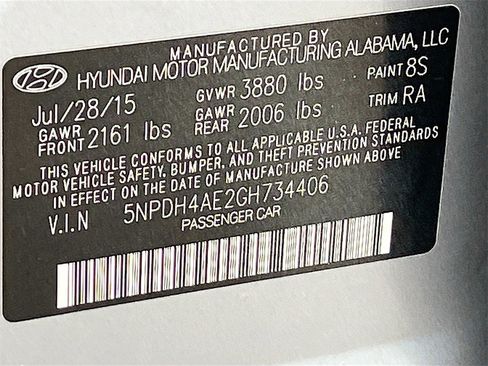 MANUFACTURED BY
HYUNDAI MOTOR MANUFACTURING ALABAMA, LLC
Jul/28/15 GVWR 3880 lbs PAINT 8S
GAWR FRONT 2161 lbs GAWR REAR 2006 lbs TRIM RA
THIS VEHICLE CONFORMS TO ALL APPLICABLE U.S.A. FEDERAL
MOTOR VEHICLE SAFETY, BUMPER, AND THEFT PREVENTION STANDARDS
IN EFFECT ON THE DATE OF MANUFACTURE SHOWN ABOVE
V.I.N 5NPDH4AE2GH734406
PASSENGER CAR